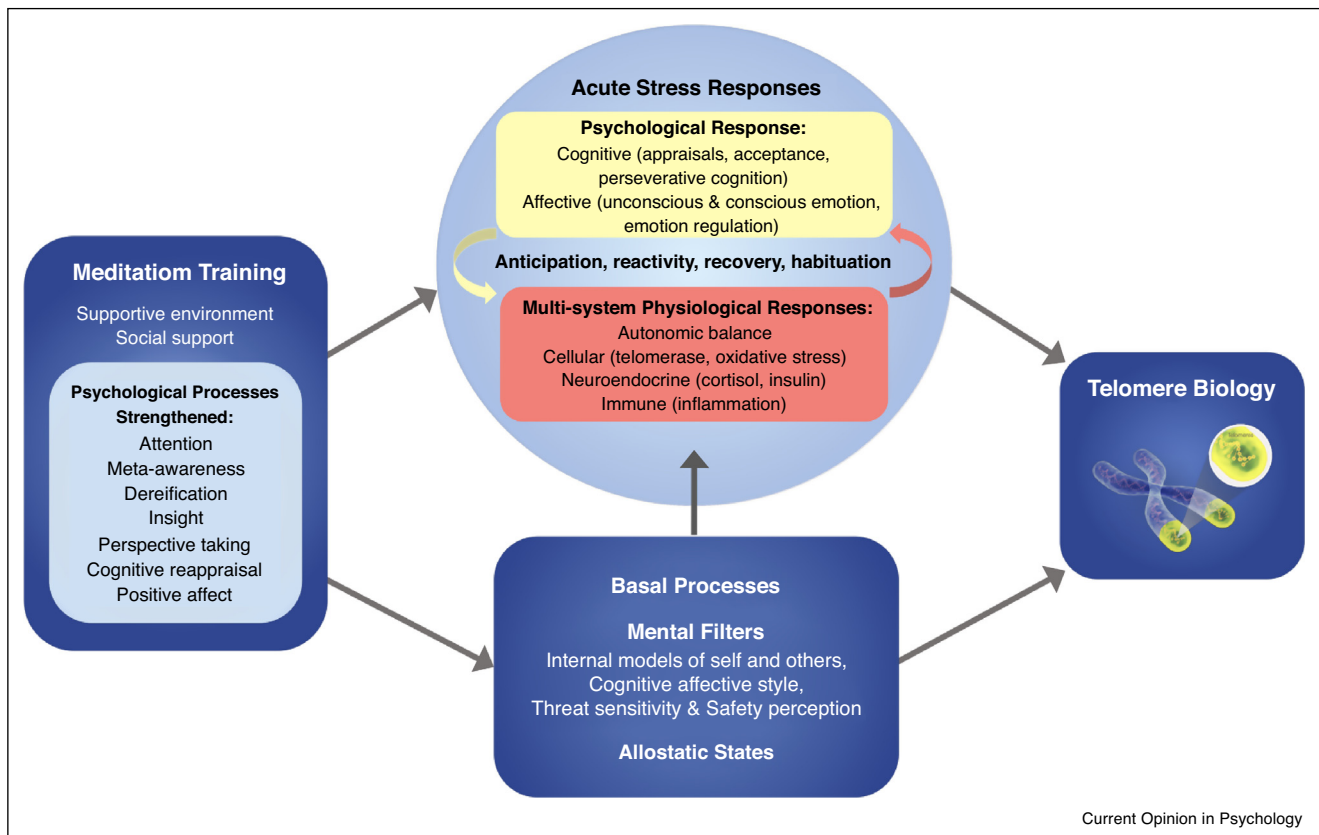 Acute Stress Responses
Psychological Response:
Cognitive (appraisals, acceptance,
perseverative cognition)
Affective (unconscious & conscious emotion,
emotion regulation)
Anticipation, reactivity, recovery, habituation
Multi-system Physiological Responses:
Autonomic balance
Cellular (telomerase, oxidative stress)
Neuroendocrine (cortisol, insulin)
Immune (inflammation)
Meditatiom Training
Supportive environment
Social support
Psychological Processes
Strengthened:
Attention
Meta-awareness
Dereification
Insight
Perspective taking
Cognitive reappraisal
Positive affect
Basal Processes
Mental Filters
Internal models of self and others,
Cognitive affective style,
Threat sensitivity & Safety perception
Allostatic States
Telomere Biology
Current Opinion in Psychology